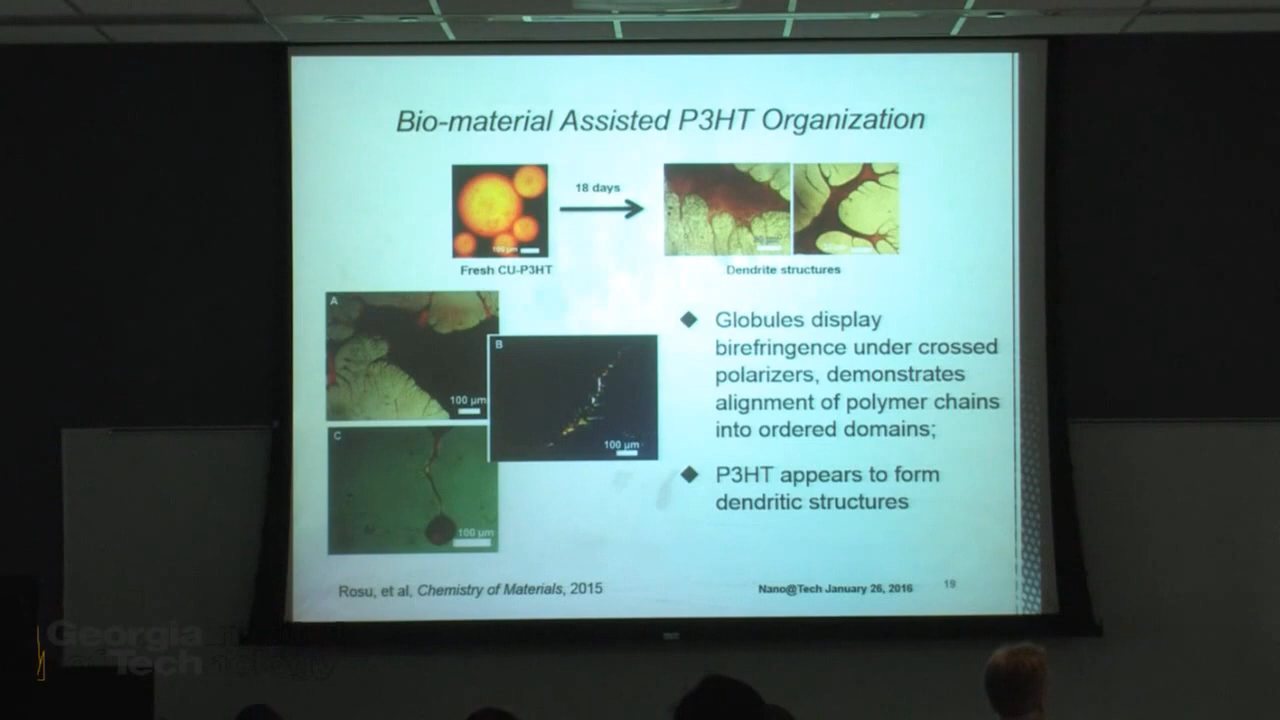 Bio-material Assisted P3HT Organization
18 days
100 µm
Fresh CU-P3HT
Dendrite structures
A
100 µm
B
100 µm
C
100 µm
◆ Globules display
birefringence under crossed
polarizers, demonstrates
alignment of polymer chains
into ordered domains;
◆ P3HT appears to form
dendritic structures
Rosu, et al, Chemistry of Materials, 2015
Nano@Tech January 26, 2016
19
Georgia
Tech